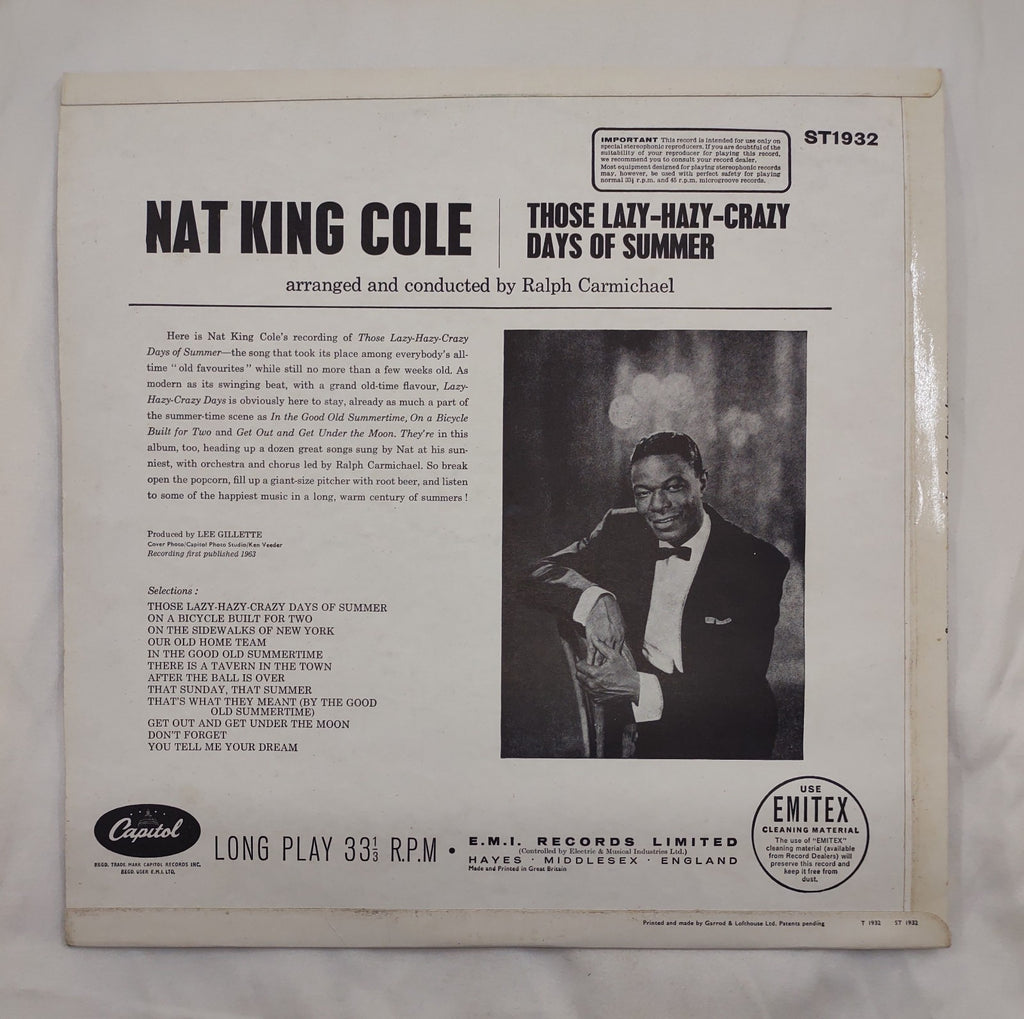 IMPORTANT This record is intended for use only on
special stereophonic reproducers. If you are doubtful of the
suitability of your reproducer for playing this record,
we recommend you to consult your record dealer.
Most equipment designed for playing stereophonic records
may, however, be used with perfect safety for playing
normal 33⅓ r.p.m. and 45 r.p.m. microgroove records.
ST1932
NAT KING COLE
THOSE LAZY-HAZY-CRAZY
DAYS OF SUMMER
arranged and conducted by Ralph Carmichael
Here is Nat King Cole's recording of Those Lazy-Hazy-Crazy
Days of Summer—the song that took its place among everybody's all-
time "old favourites" while still no more than a few weeks old. As
modern as its swinging beat, with a grand old-time flavour, Lazy-
Hazy-Crazy Days is obviously here to stay, already as much a part of
the summer-time scene as In the Good Old Summertime, On a Bicycle
Built for Two and Get Out and Get Under the Moon. They're in this
album, too, heading up a dozen great songs sung by Nat at his sun-
niest, with orchestra and chorus led by Ralph Carmichael. So break
open the popcorn, fill up a giant-size pitcher with root beer, and listen
to some of the happiest music in a long, warm century of summers!
Produced by LEE GILLETTE
Cover Photo/Capitol Photo Studio/Ken Veeder
Recording first published 1963
Selections :
THOSE LAZY-HAZY-CRAZY DAYS OF SUMMER
ON A BICYCLE BUILT FOR TWO
ON THE SIDEWALKS OF NEW YORK
OUR OLD HOME TEAM
IN THE GOOD OLD SUMMERTIME
THERE IS A TAVERN IN THE TOWN
AFTER THE BALL IS OVER
THAT SUNDAY, THAT SUMMER
THAT'S WHAT THEY MEANT (BY THE GOOD
OLD SUMMERTIME)
GET OUT AND GET UNDER THE MOON
DON'T FORGET
YOU TELL ME YOUR DREAM
Capitol
REGD. TRADE MARK CAPITOL RECORDS INC.
REGD. USER E.M.I. LTD.
LONG PLAY 33⅓ R.P.M •
E.M.I. RECORDS LIMITED
(Controlled by Electric & Musical Industries Ltd.)
HAYES · MIDDLESEX · ENGLAND
Made and Printed in Great Britain
USE
EMITEX
CLEANING MATERIAL
The use of "EMITEX"
cleaning material (available
from Record Dealers) will
preserve this record and
keep it free from
dust.
Printed and made by Garrod & Lofthouse Ltd. Patents pending
T 1932 ST 1932